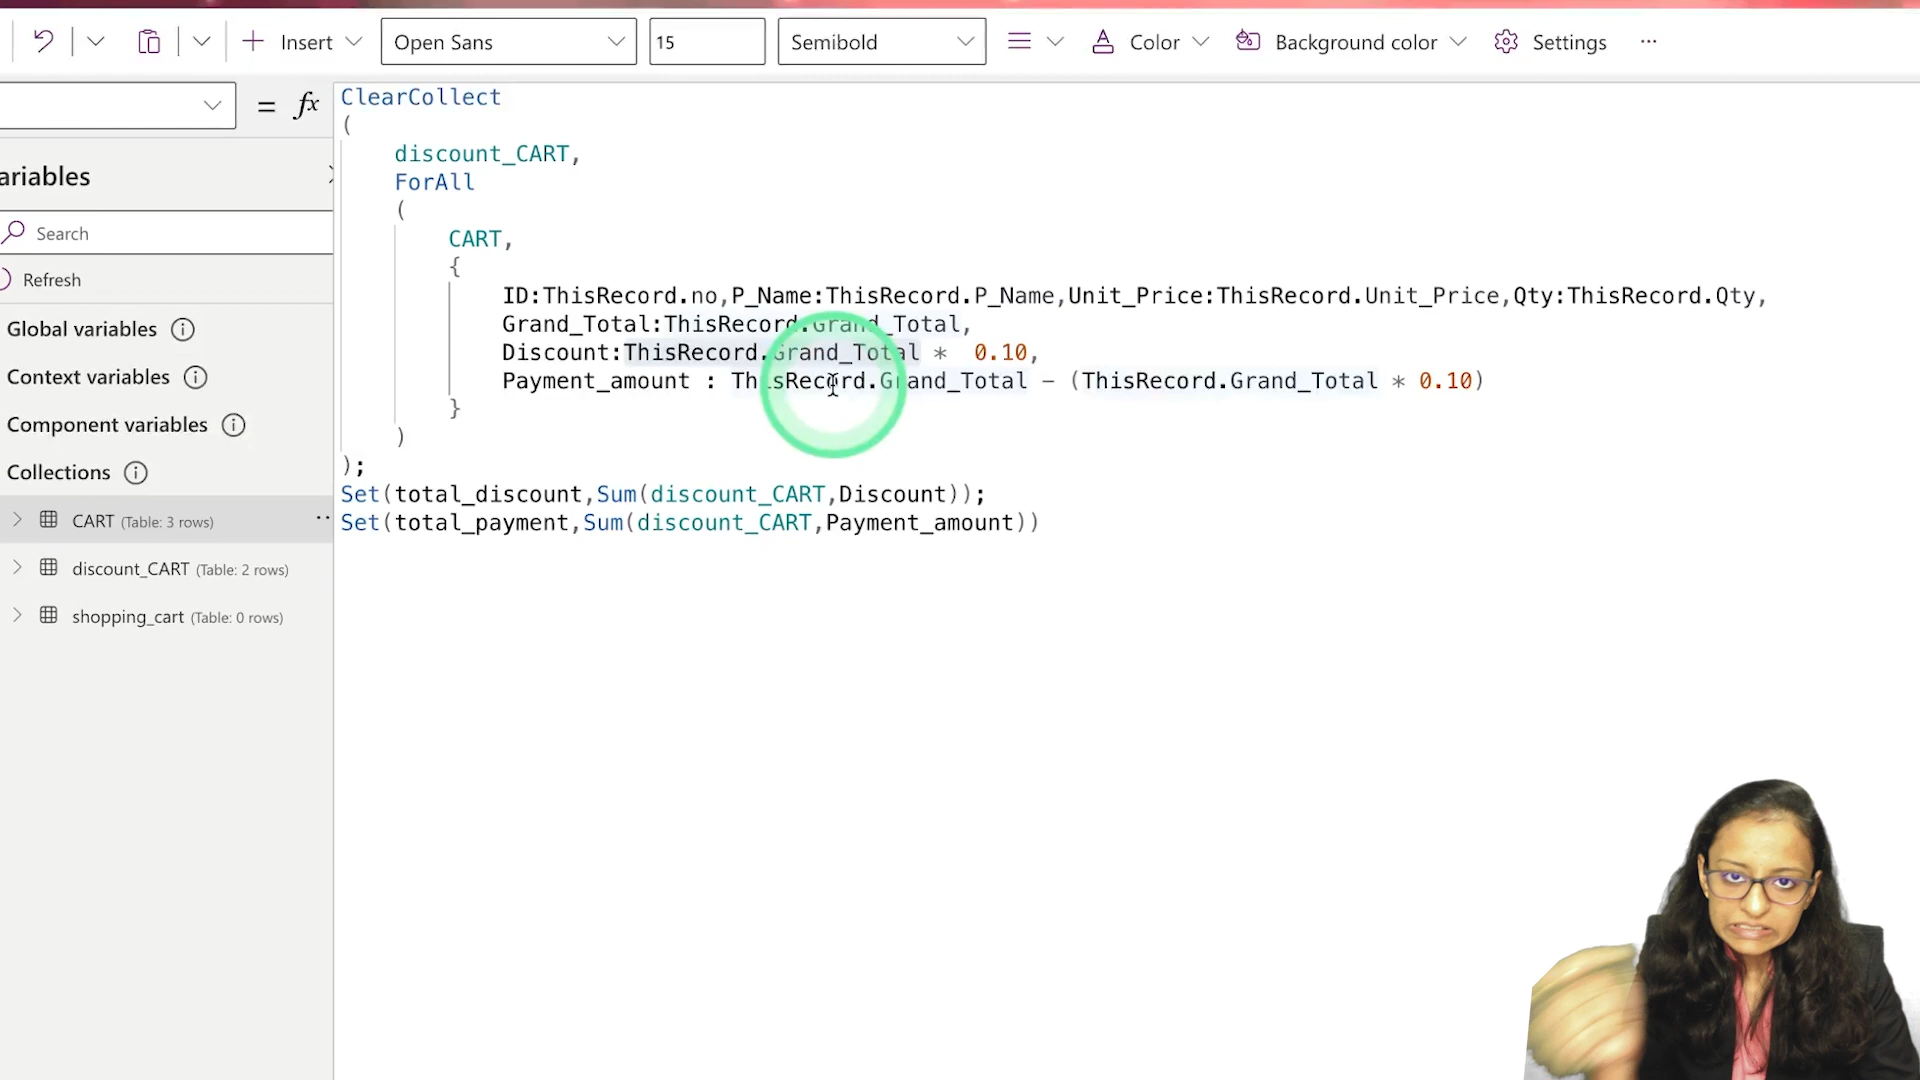 Insert Open Sans 15 Semibold Color Background color Settings ...
= fx
ClearCollect
(
discount_CART,
ForAll
(
CART,
{
ID:ThisRecord.no,P_Name:ThisRecord.P_Name,Unit_Price:ThisRecord.Unit_Price,Qty:ThisRecord.Qty,
Grand_Total:ThisRecord.Grand_Total,
Discount:ThisRecord.Grand_Total * 0.10,
Payment_amount : ThisRecord.Grand_Total - (ThisRecord.Grand_Total * 0.10)
}
)
);
Set(total_discount,Sum(discount_CART,Discount));
Set(total_payment,Sum(discount_CART,Payment_amount))
ariables
Search
Refresh
Global variables
Context variables
Component variables
Collections
CART (Table: 3 rows) ..
discount_CART (Table: 2 rows)
shopping_cart (Table: 0 rows)